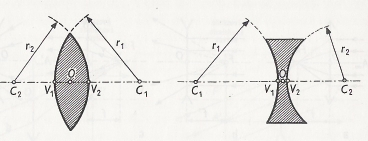 r₂ r₁
O
C₂ V₁ V₂ C₁
r₁ r₂
O
C₁ V₁ V₂ C₂